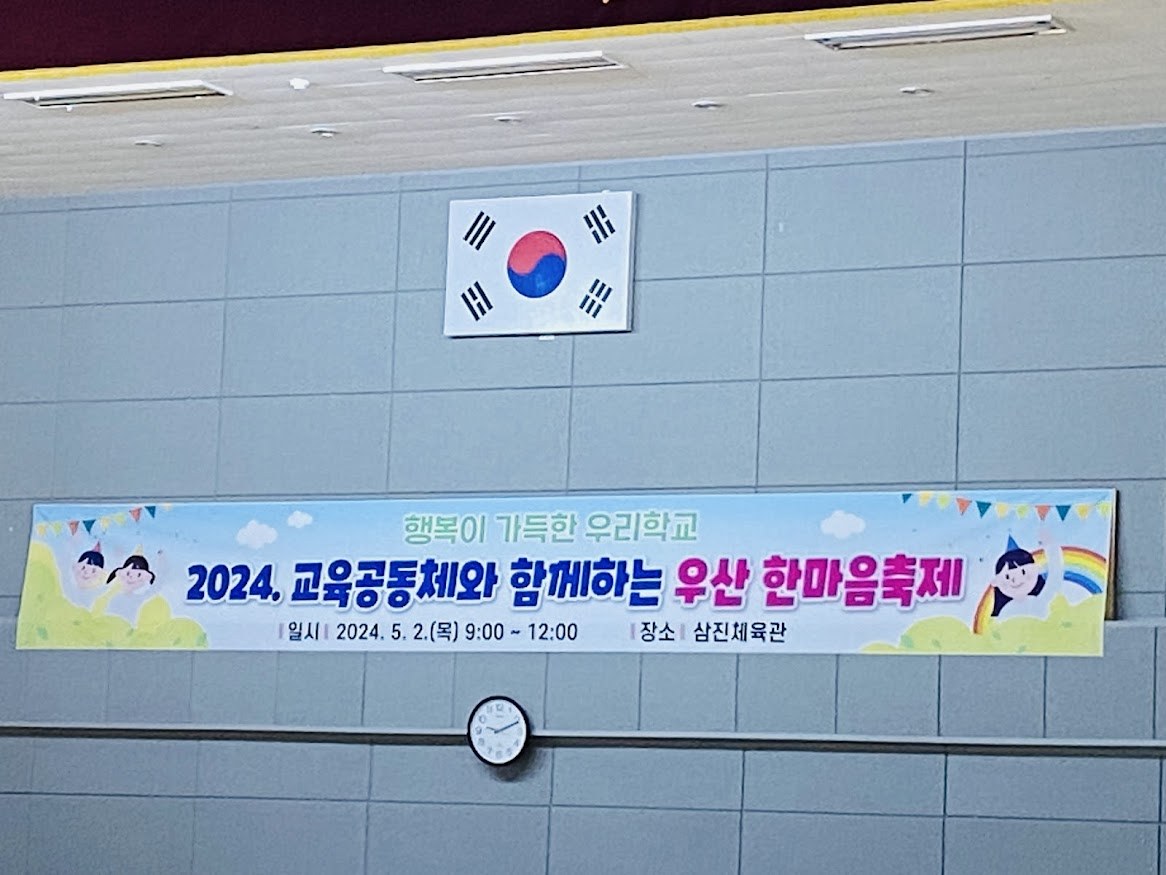 행복이 가득한 우리학교
2024. 교육공동체와 함께하는 우산 한마음축제
일시 2024. 5. 2.(목) 9:00 ~ 12:00 장소 삼진체육관